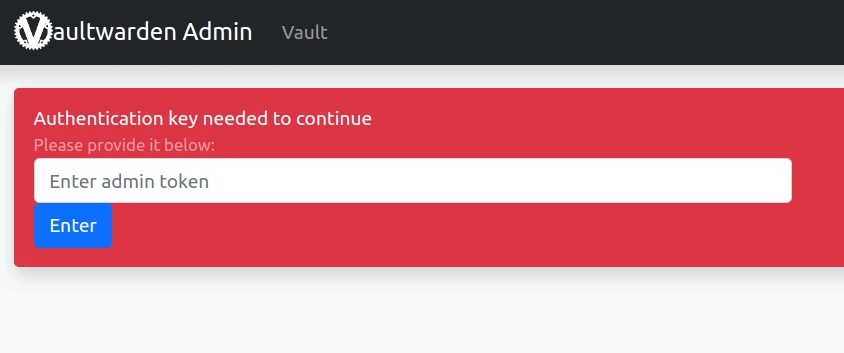 Vaultwarden Admin Vault
Authentication key needed to continue
Please provide it below:
Enter admin token
Enter